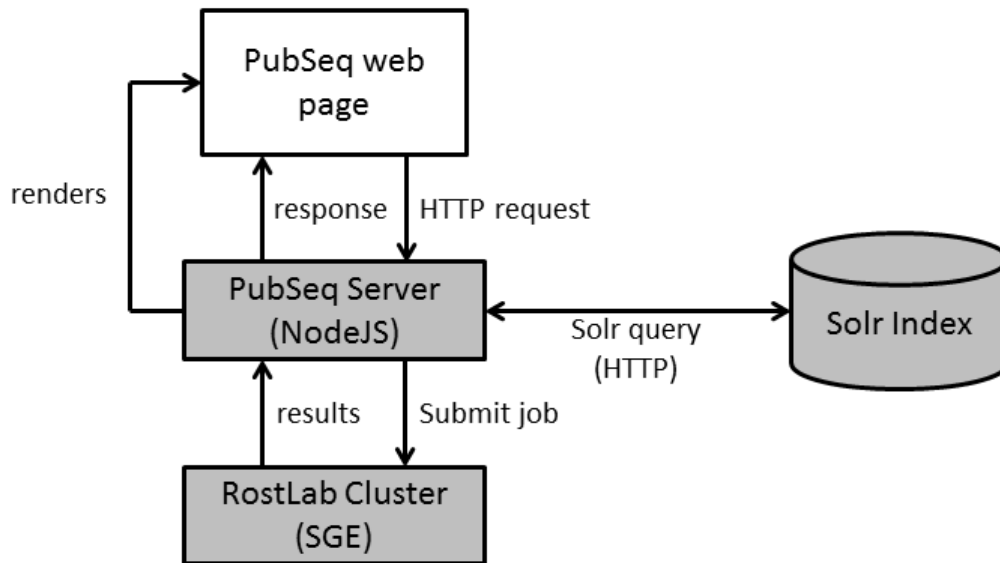 PubSeq web
page
renders
response
HTTP request
PubSeq Server
(NodeJS)
Solr query
(HTTP)
Solr Index
results
Submit job
RostLab Cluster
(SGE)